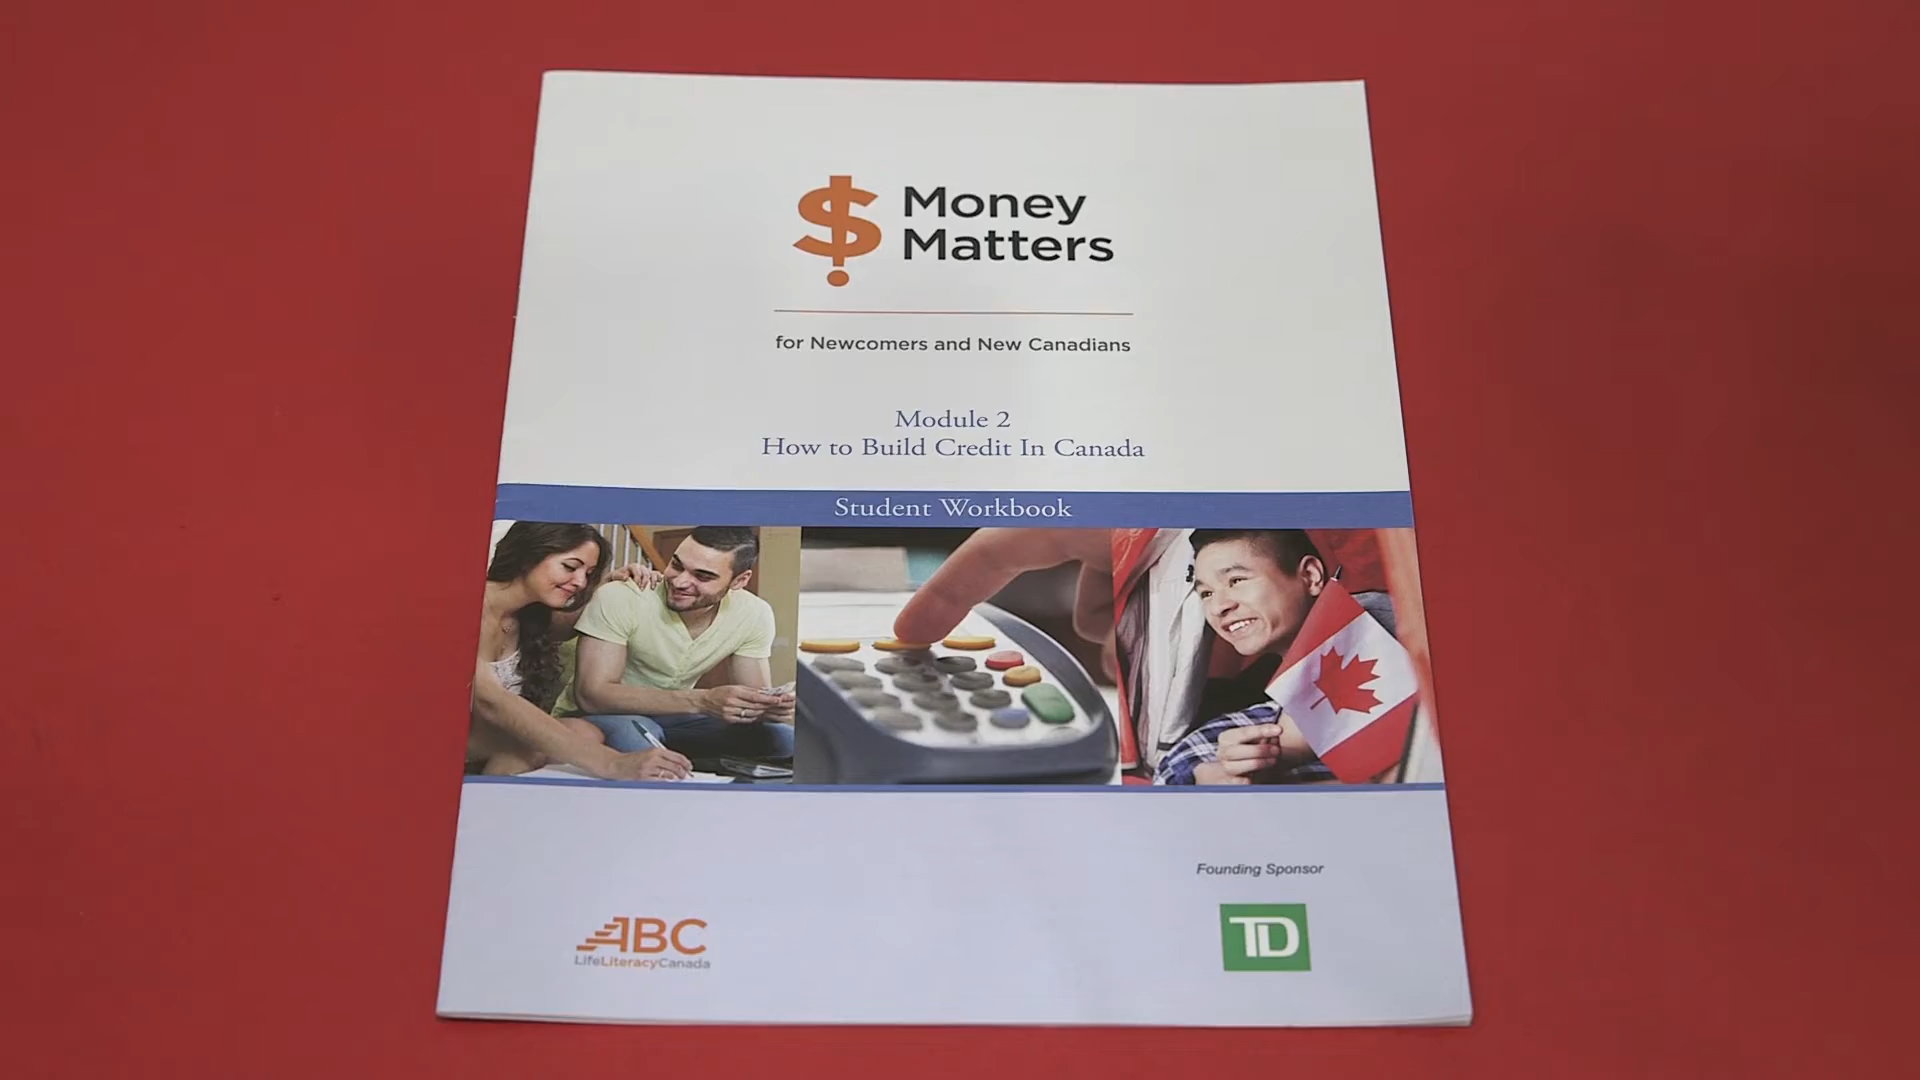 Money
Matters
for Newcomers and New Canadians
Module 2
How to Build Credit In Canada
Student Workbook
Founding Sponsor
ABC
LifeLiteracyCanada
TD